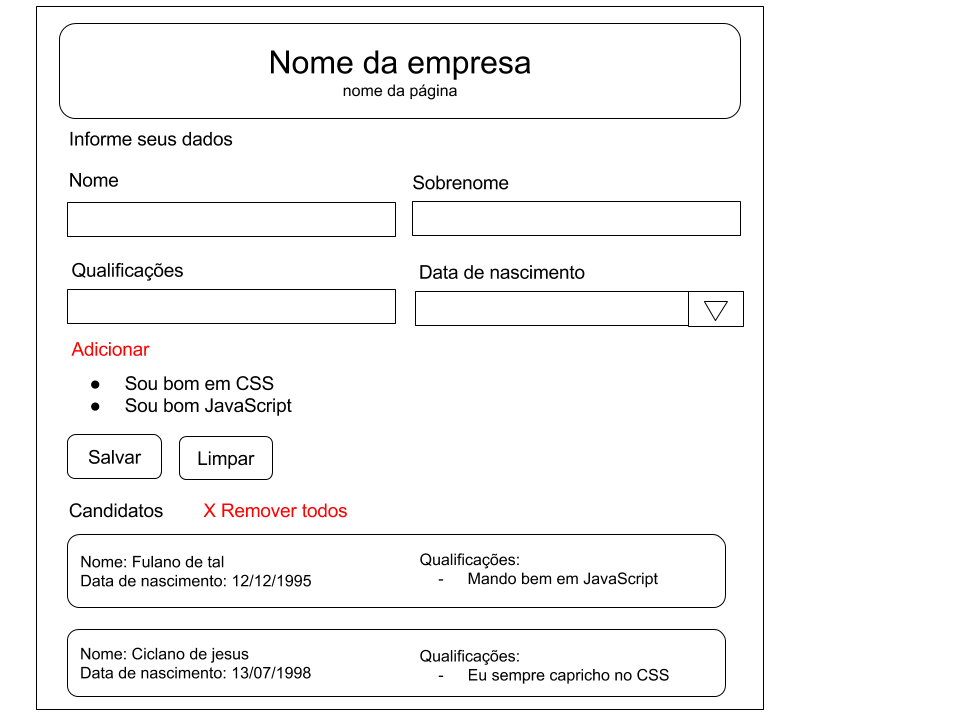 Nome da empresa
nome da página
Informe seus dados
Nome
Sobrenome
Qualificações
Data de nascimento
Adicionar
● Sou bom em CSS
● Sou bom JavaScript
Salvar
Limpar
Candidatos
X Remover todos
Nome: Fulano de tal
Data de nascimento: 12/12/1995
Qualificações:
- Mando bem em JavaScript
Nome: Ciclano de jesus
Data de nascimento: 13/07/1998
Qualificações:
- Eu sempre capricho no CSS